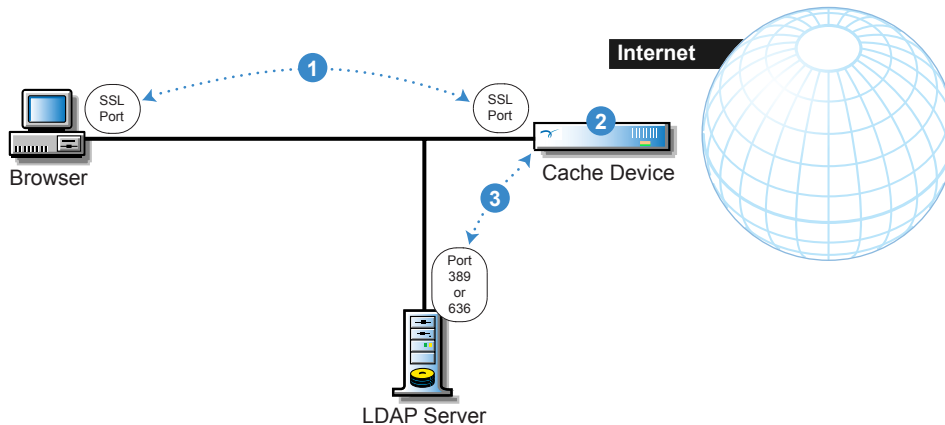 Internet
1
SSL
Port
SSL
Port
2
Browser
Cache Device
3
Port
389
or
636
LDAP Server